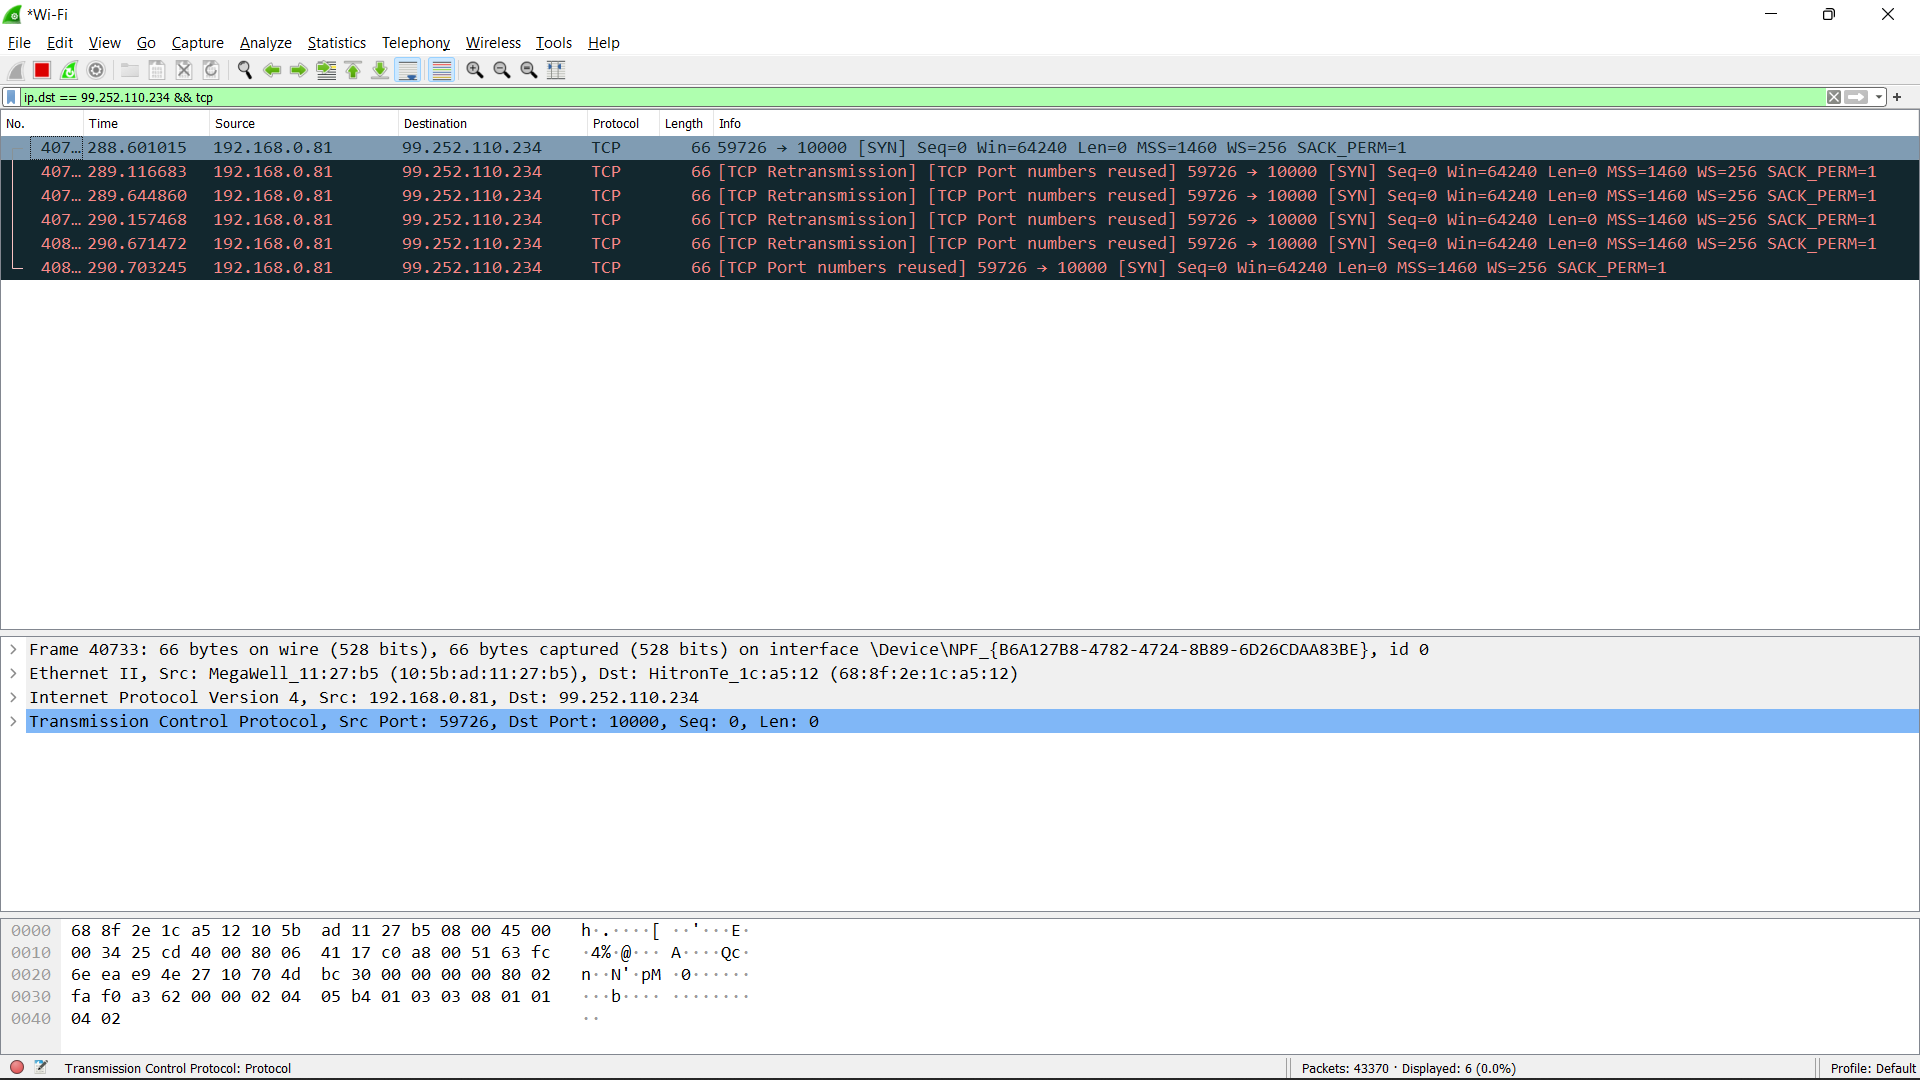 *Wi-Fi
File Edit View Go Capture Analyze Statistics Telephony Wireless Tools Help
ip.dst == 99.252.110.234 && tcp
No. Time Source Destination Protocol Length Info
407... 288.601015 192.168.0.81 99.252.110.234 TCP 66 59726 → 10000 [SYN] Seq=0 Win=64240 Len=0 MSS=1460 WS=256 SACK_PERM=1
407... 289.116683 192.168.0.81 99.252.110.234 TCP 66 [TCP Retransmission] [TCP Port numbers reused] 59726 → 10000 [SYN] Seq=0 Win=64240 Len=0 MSS=1460 WS=256 SACK_PERM=1
407... 289.644860 192.168.0.81 99.252.110.234 TCP 66 [TCP Retransmission] [TCP Port numbers reused] 59726 → 10000 [SYN] Seq=0 Win=64240 Len=0 MSS=1460 WS=256 SACK_PERM=1
407... 290.157468 192.168.0.81 99.252.110.234 TCP 66 [TCP Retransmission] [TCP Port numbers reused] 59726 → 10000 [SYN] Seq=0 Win=64240 Len=0 MSS=1460 WS=256 SACK_PERM=1
408... 290.671472 192.168.0.81 99.252.110.234 TCP 66 [TCP Retransmission] [TCP Port numbers reused] 59726 → 10000 [SYN] Seq=0 Win=64240 Len=0 MSS=1460 WS=256 SACK_PERM=1
408... 290.703245 192.168.0.81 99.252.110.234 TCP 66 [TCP Port numbers reused] 59726 → 10000 [SYN] Seq=0 Win=64240 Len=0 MSS=1460 WS=256 SACK_PERM=1
Frame 40733: 66 bytes on wire (528 bits), 66 bytes captured (528 bits) on interface \Device\NPF_{B6A127B8-4782-4724-8B89-6D26CDAA83BE}, id 0
Ethernet II, Src: MegaWell_11:27:b5 (10:5b:ad:11:27:b5), Dst: HitronTe_1c:a5:12 (68:8f:2e:1c:a5:12)
Internet Protocol Version 4, Src: 192.168.0.81, Dst: 99.252.110.234
Transmission Control Protocol, Src Port: 59726, Dst Port: 10000, Seq: 0, Len: 0
0000 68 8f 2e 1c a5 12 10 5b ad 11 27 b5 08 00 45 00 h·.····[ ··'···E·
0010 00 34 25 cd 40 00 80 06 41 17 c0 a8 00 51 63 fc ·4%·@··· A····Qc·
0020 6e ea e9 4e 27 10 70 4d bc 30 00 00 00 00 80 02 n··N'·pM ·0······
0030 fa f0 a3 62 00 00 02 04 05 b4 01 03 03 08 01 01 ···b···· ········
0040 04 02 ··
Transmission Control Protocol: Protocol Packets: 43370 · Displayed: 6 (0.0%) Profile: Default